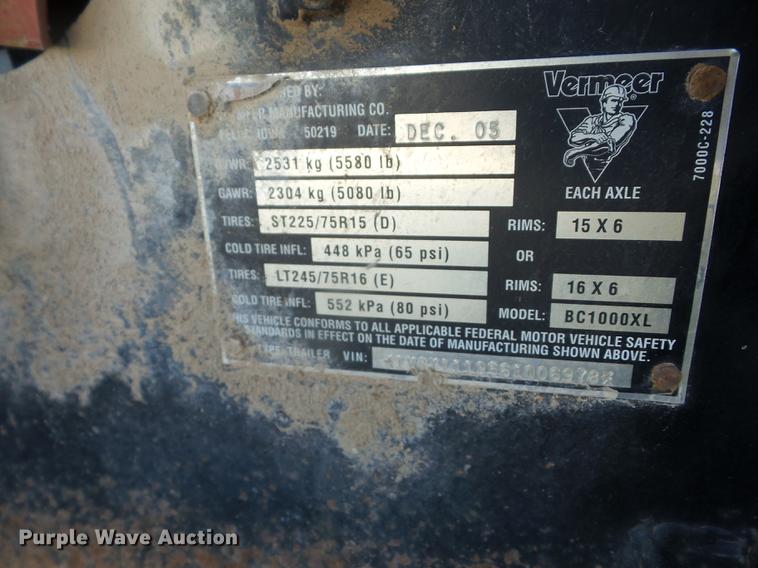 Vermeer
MANUFACTURING CO.
50219 DATE: DEC. 05
2531 kg (5580 lb)
GAWR: 2304 kg (5080 lb) EACH AXLE
TIRES: ST225/75R15 (D) RIMS: 15 X 6
COLD TIRE INFL: 448 kPa (65 psi) OR
TIRES: LT245/75R16 (E) RIMS: 16 X 6
COLD TIRE INFL: 552 kPa (80 psi) MODEL: BC1000XL
THIS VEHICLE CONFORMS TO ALL APPLICABLE FEDERAL MOTOR VEHICLE SAFETY
STANDARDS IN EFFECT ON THE DATE OF MANUFACTURING SHOWN ABOVE.
TYPE: TRAILER VIN:
7000C-228
Purple Wave Auction